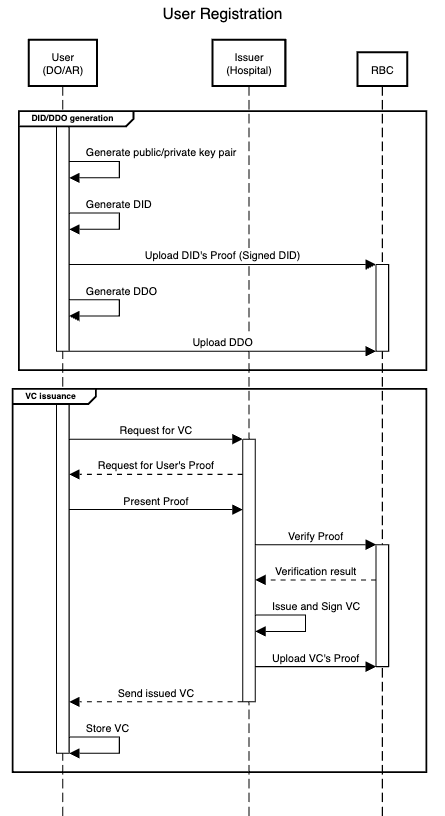 User Registration
User
(DO/AR)
Issuer
(Hospital)
RBC
DID/DDO generation
Generate public/private key pair
Generate DID
Upload DID's Proof (Signed DID)
Generate DDO
Upload DDO
VC issuance
Request for VC
Request for User's Proof
Present Proof
Verify Proof
Verification result
Issue and Sign VC
Upload VC's Proof
Send issued VC
Store VC